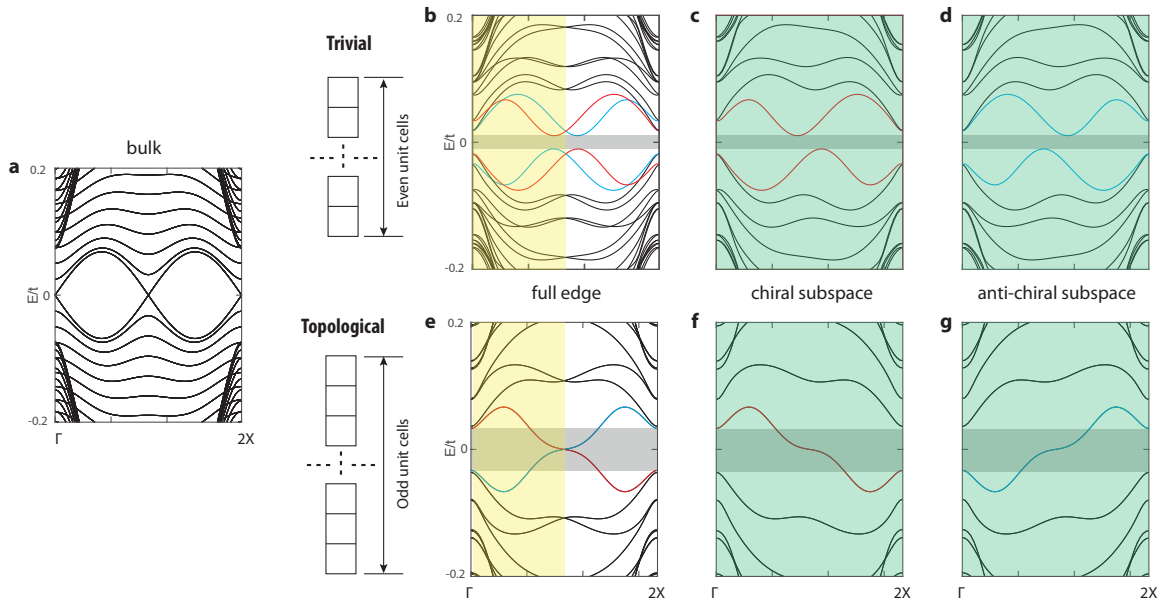 a
bulk
0.2
E/t
0
-0.2
Γ
2X
Trivial
Even unit cells
b
0.2
E/t
0
-0.2
c
d
full edge
chiral subspace
anti-chiral subspace
Topological
Odd unit cells
e
0.2
E/t
0
-0.2
Γ
2X
f
Γ
2X
g
Γ
2X